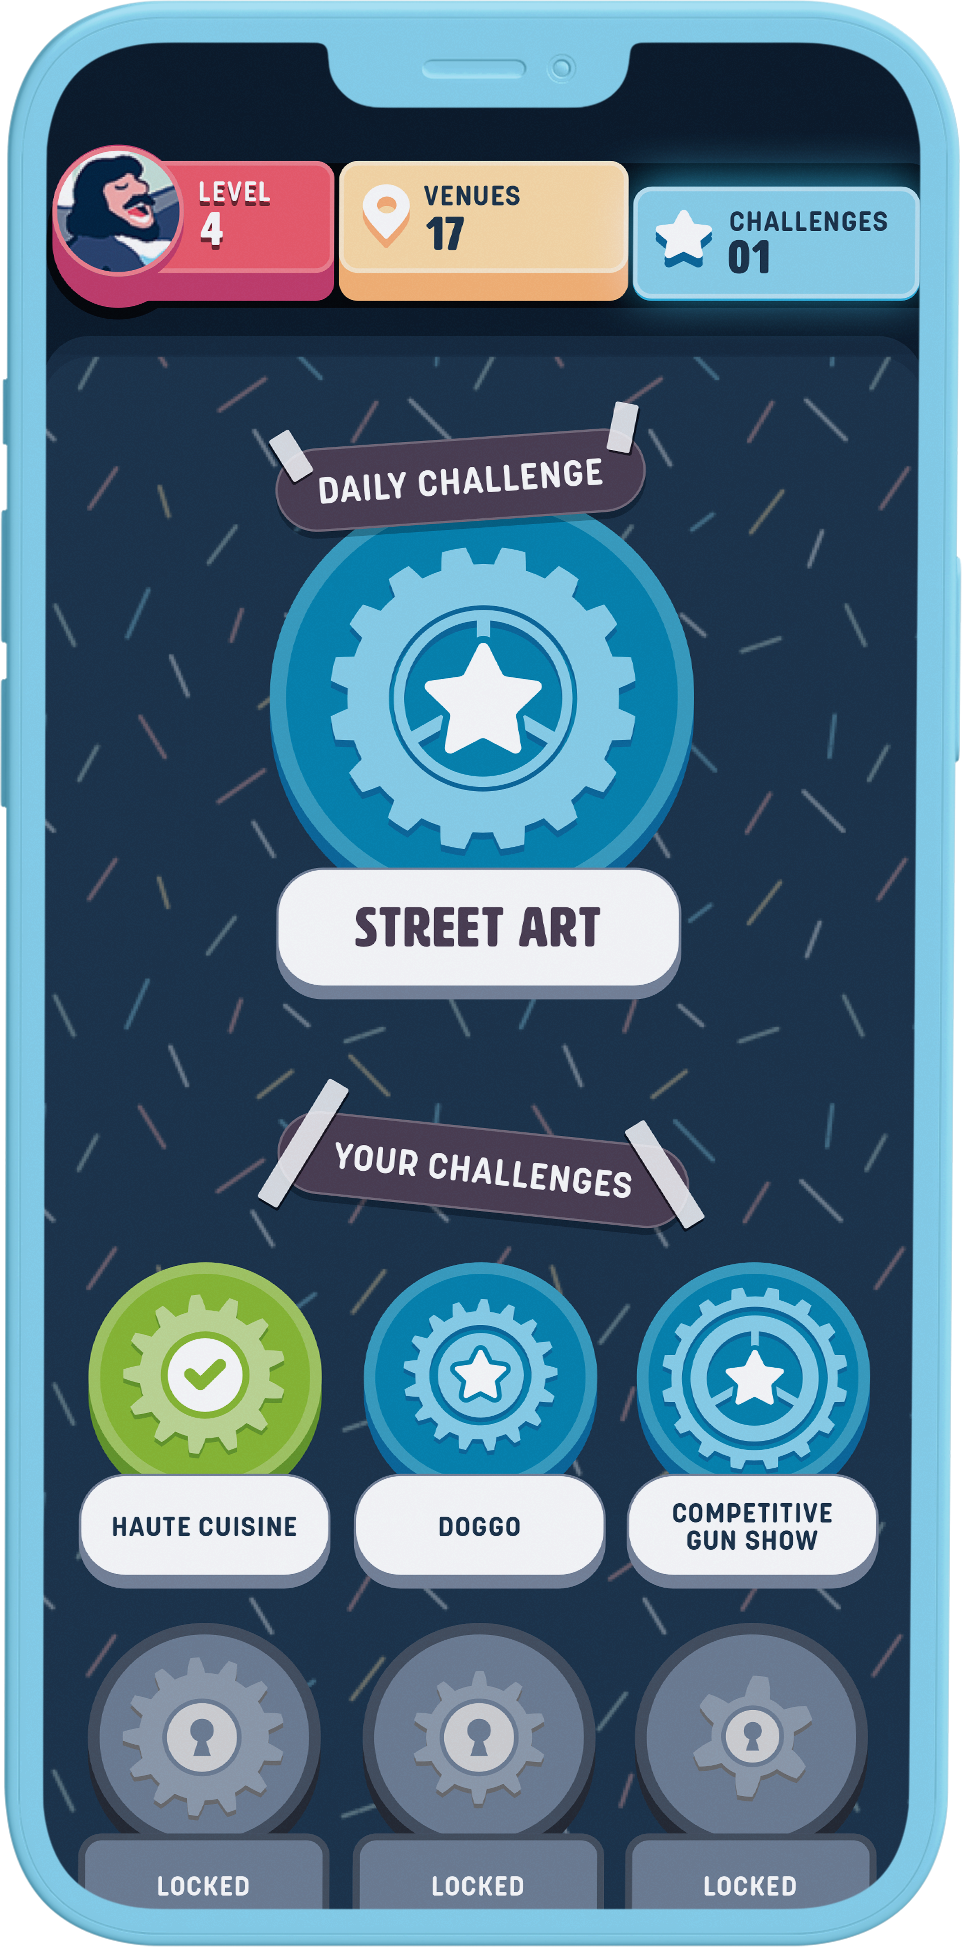 LEVEL
4
VENUES
17
CHALLENGES
01
DAILY CHALLENGE
STREET ART
YOUR CHALLENGES
HAUTE CUISINE
DOGGO
COMPETITIVE
GUN SHOW
LOCKED
LOCKED
LOCKED